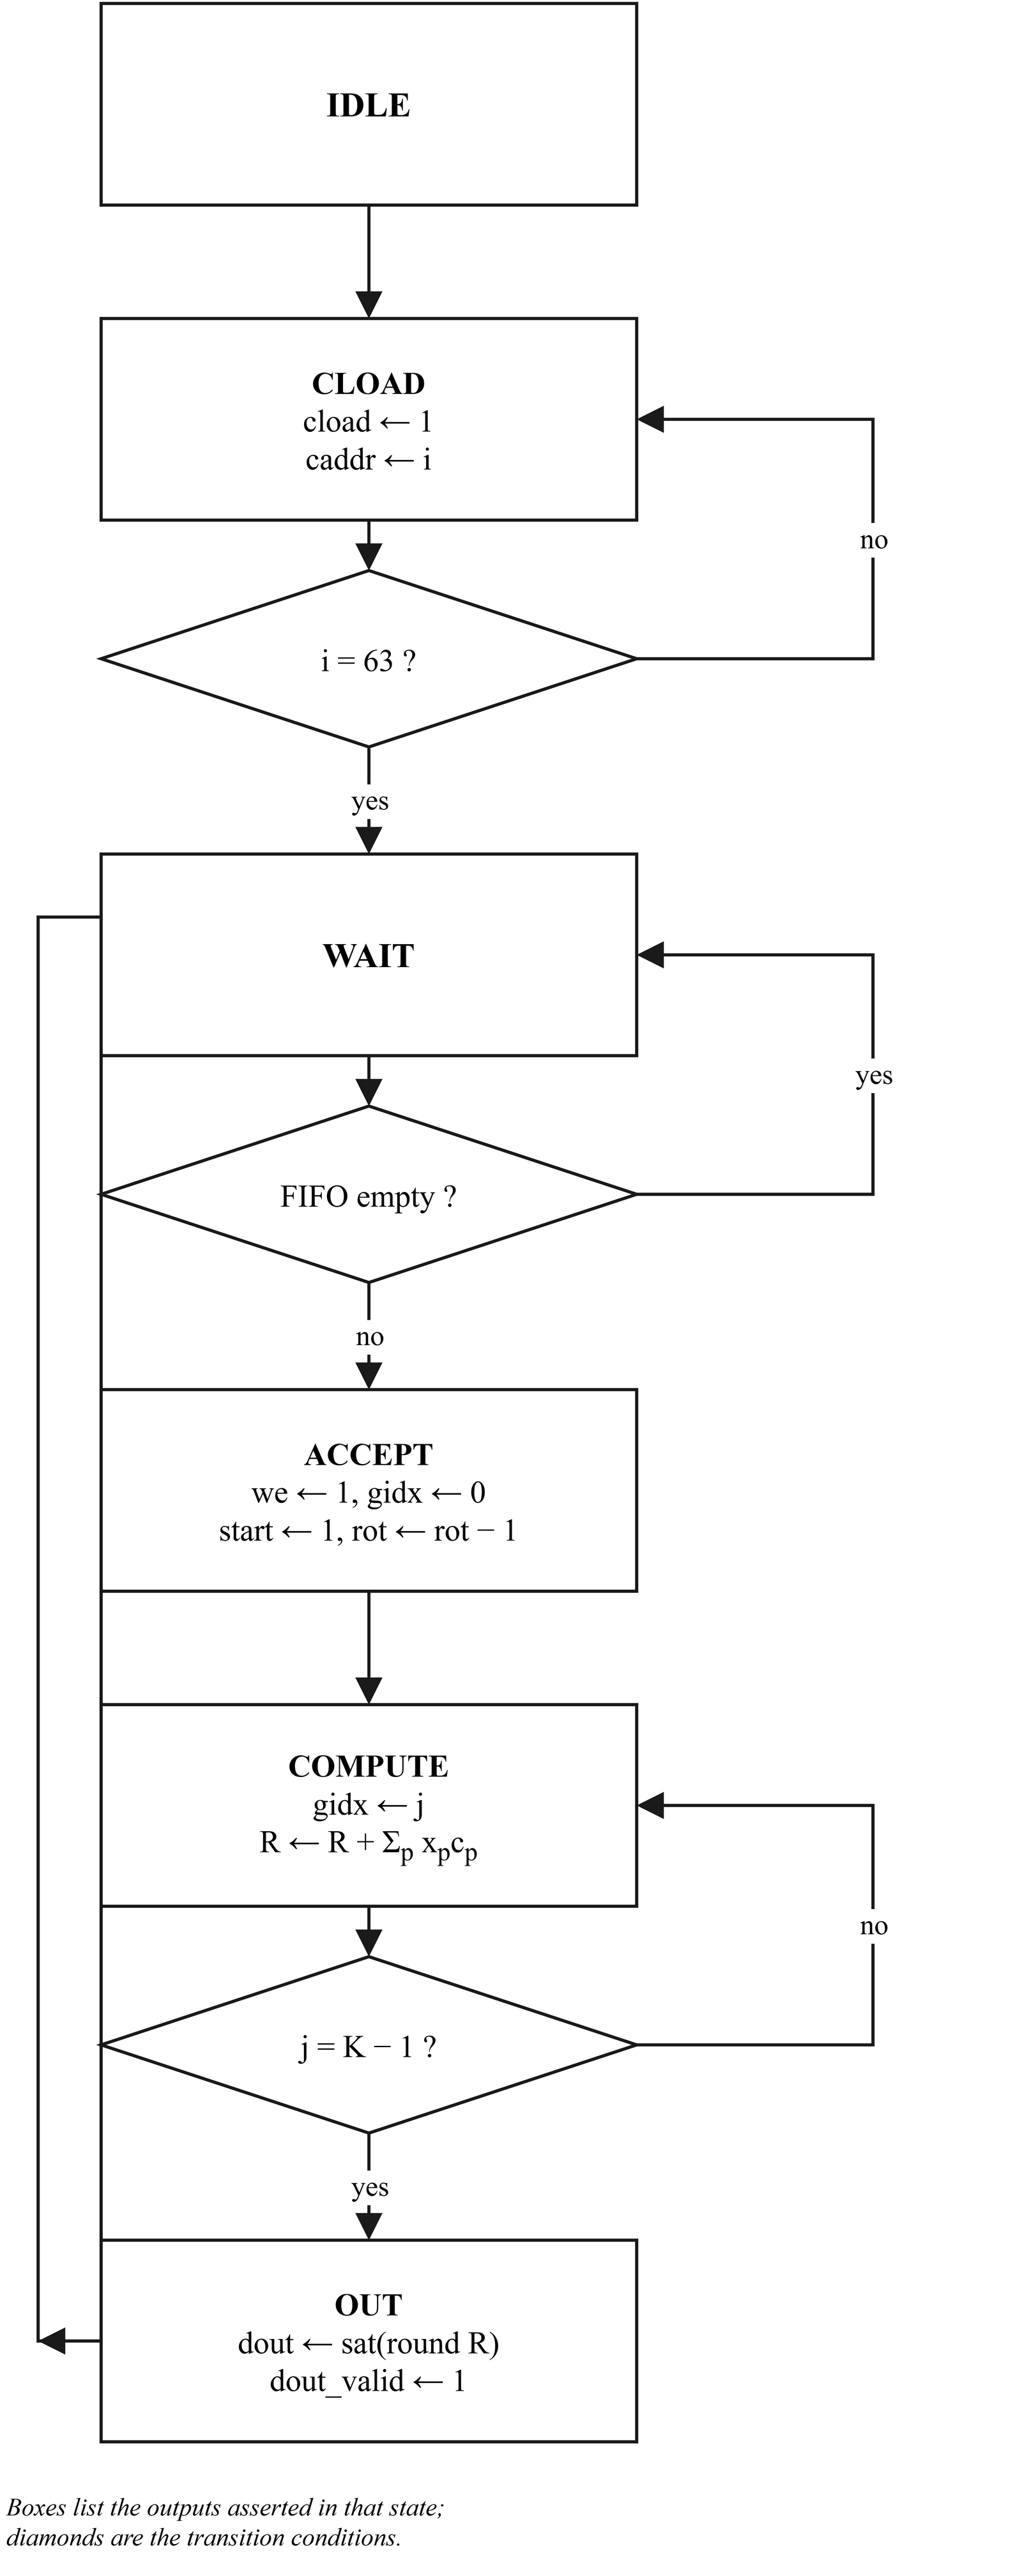 IDLE
CLOAD
cload ← 1
caddr ← i
no
i = 63 ?
yes
WAIT
yes
FIFO empty ?
no
ACCEPT
we ← 1, gidx ← 0
start ← 1, rot ← rot − 1
COMPUTE
gidx ← j
R ← R + Σp xpcp
no
j = K − 1 ?
yes
OUT
dout ← sat(round R)
dout_valid ← 1
Boxes list the outputs asserted in that state;
diamonds are the transition conditions.